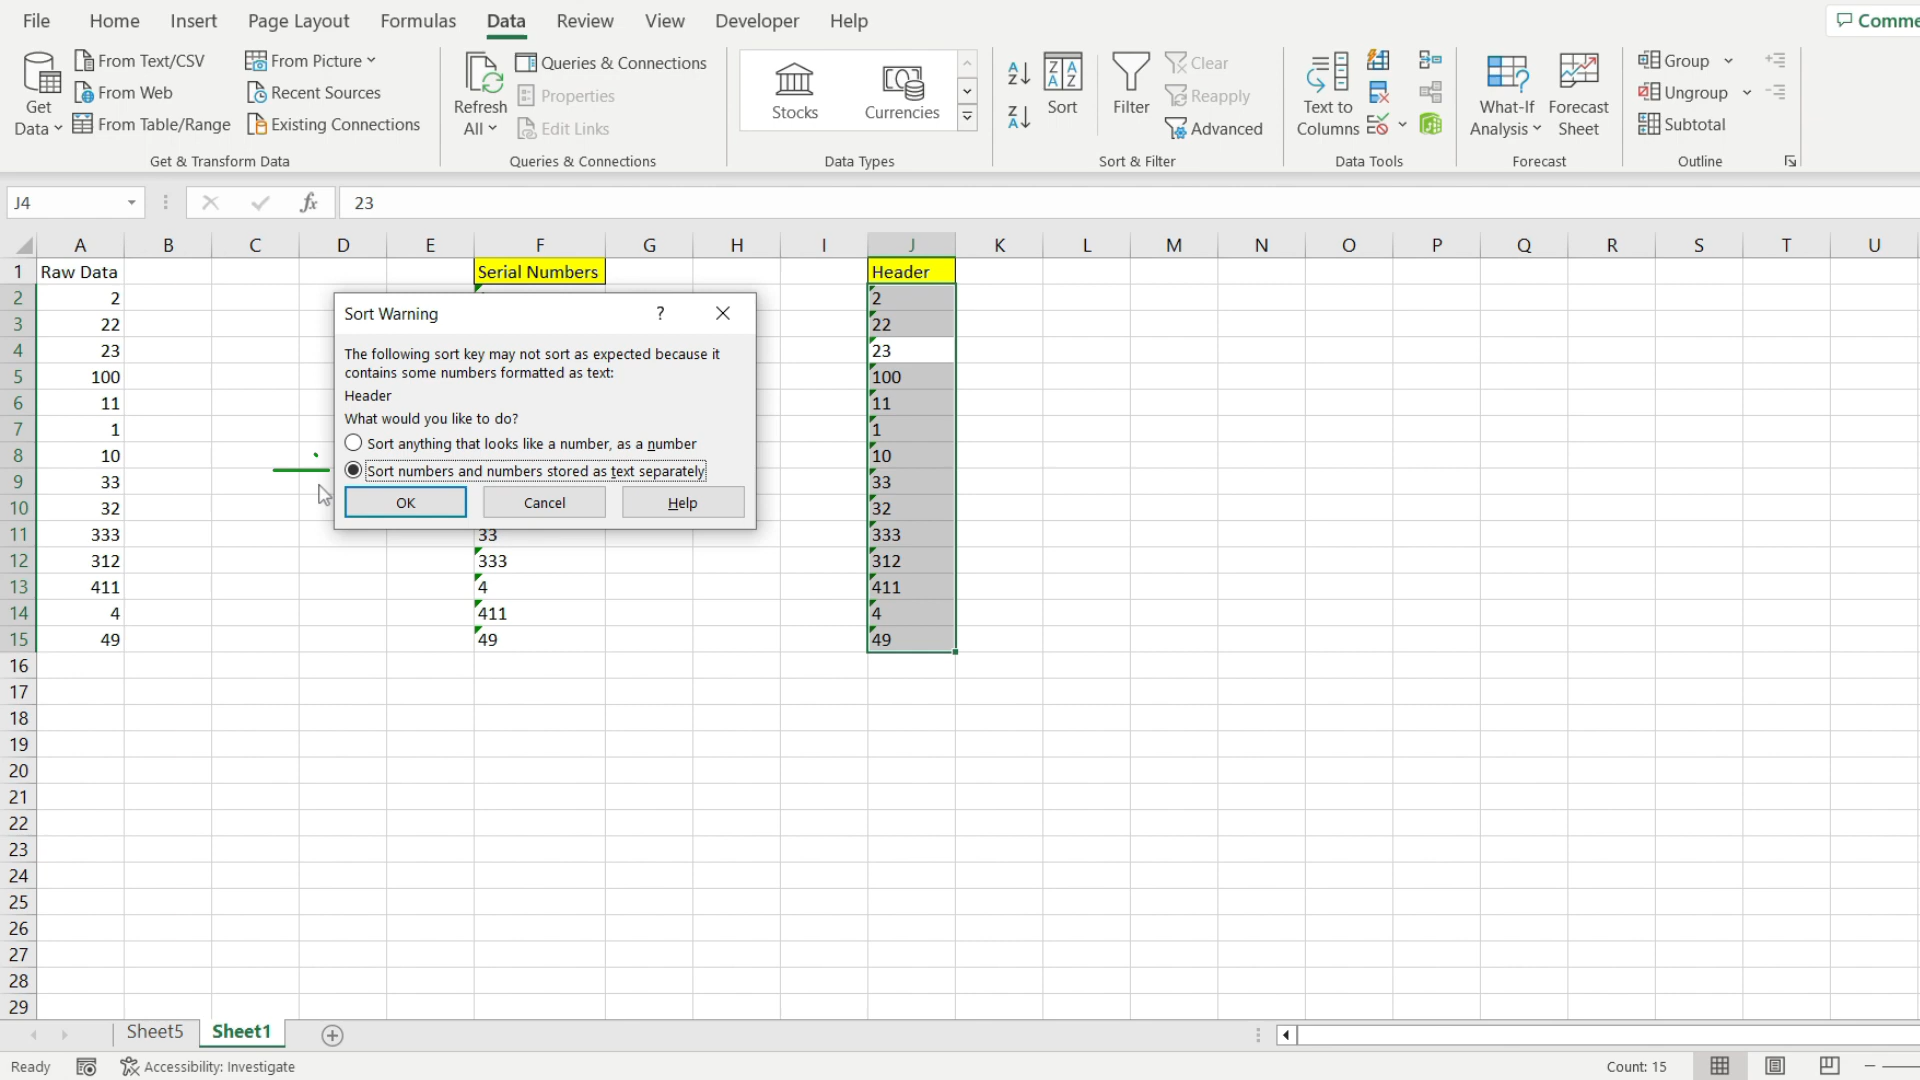 File Home Insert Page Layout Formulas Data Review View Developer Help
Comme
Get Data
From Text/CSV
From Web
From Table/Range
From Picture
Recent Sources
Existing Connections
Get & Transform Data
Refresh All
Queries & Connections
Properties
Edit Links
Queries & Connections
Stocks
Currencies
Data Types
Sort
Filter
Clear
Reapply
Advanced
Sort & Filter
Text to Columns
Data Tools
What-If Analysis
Forecast Sheet
Forecast
Group
Ungroup
Subtotal
Outline
J4
fx
23
A B C D E F G H I J K L M N O P Q R S T U
1 Raw Data Serial Numbers Header
2 2 2
3 22 22
4 23 23
5 100 100
6 11 11
7 1 1
8 10 10
9 33 33
10 32 32
11 333 33 333
12 312 333 312
13 411 4 411
14 4 411 4
15 49 49 49
16
17
18
19
20
21
22
23
24
25
26
27
28
29
Sort Warning ?
The following sort key may not sort as expected because it
contains some numbers formatted as text:
Header
What would you like to do?
Sort anything that looks like a number, as a number
Sort numbers and numbers stored as text separately
OK Cancel Help
Sheet5 Sheet1
Ready Accessibility: Investigate Count: 15